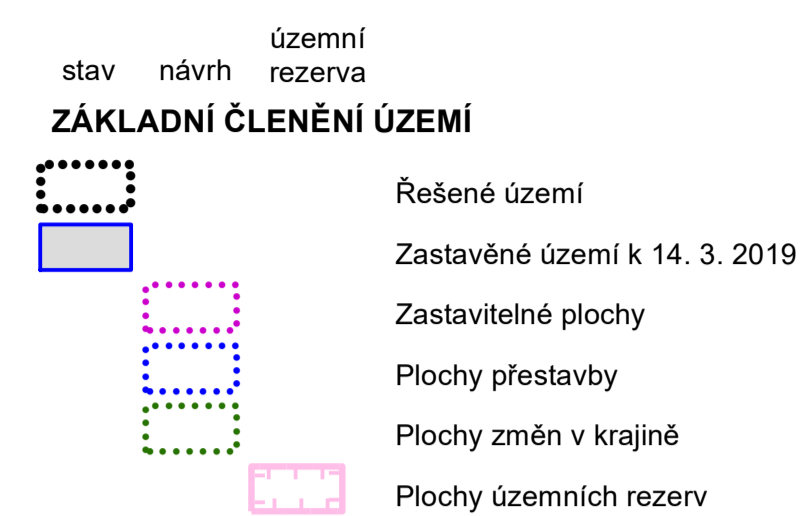 stav návrh územní rezerva
ZÁKLADNÍ ČLENĚNÍ ÚZEMÍ
Řešené území
Zastavěné území k 14. 3. 2019
Zastavitelné plochy
Plochy přestavby
Plochy změn v krajině
Plochy územních rezerv